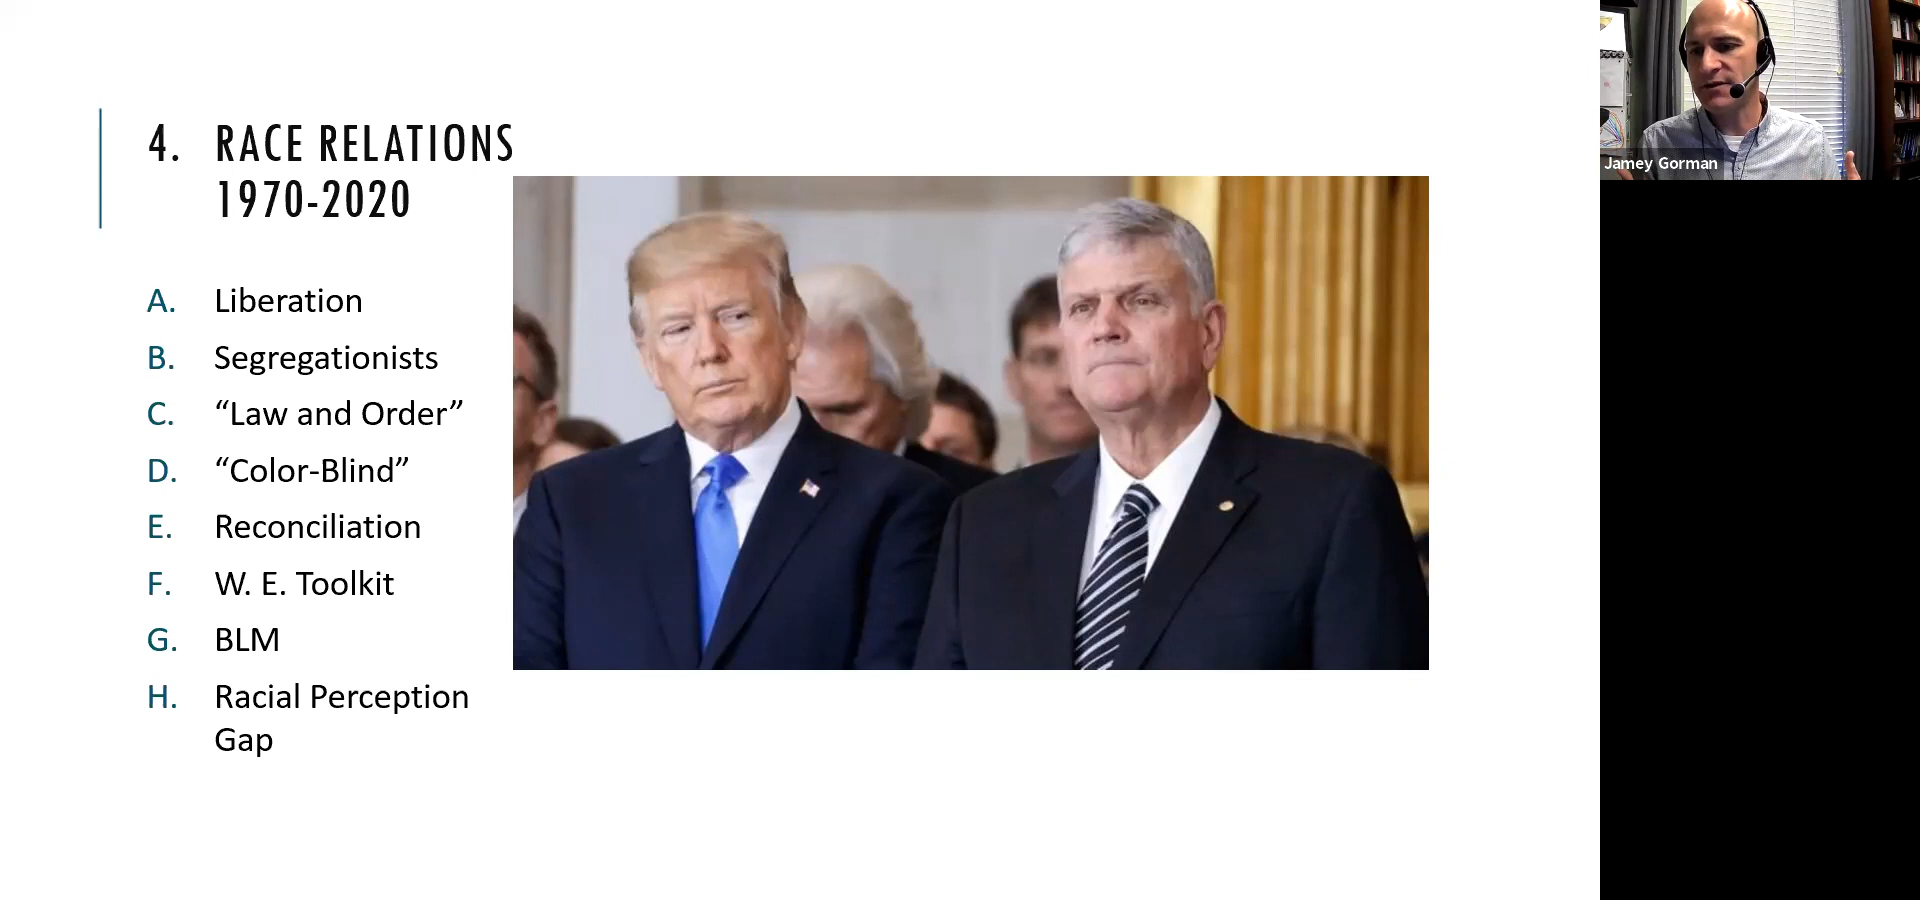 4. RACE RELATIONS
1970-2020
A. Liberation
B. Segregationists
C. “Law and Order”
D. “Color-Blind”
E. Reconciliation
F. W. E. Toolkit
G. BLM
H. Racial Perception
Gap
Jamey Gorman